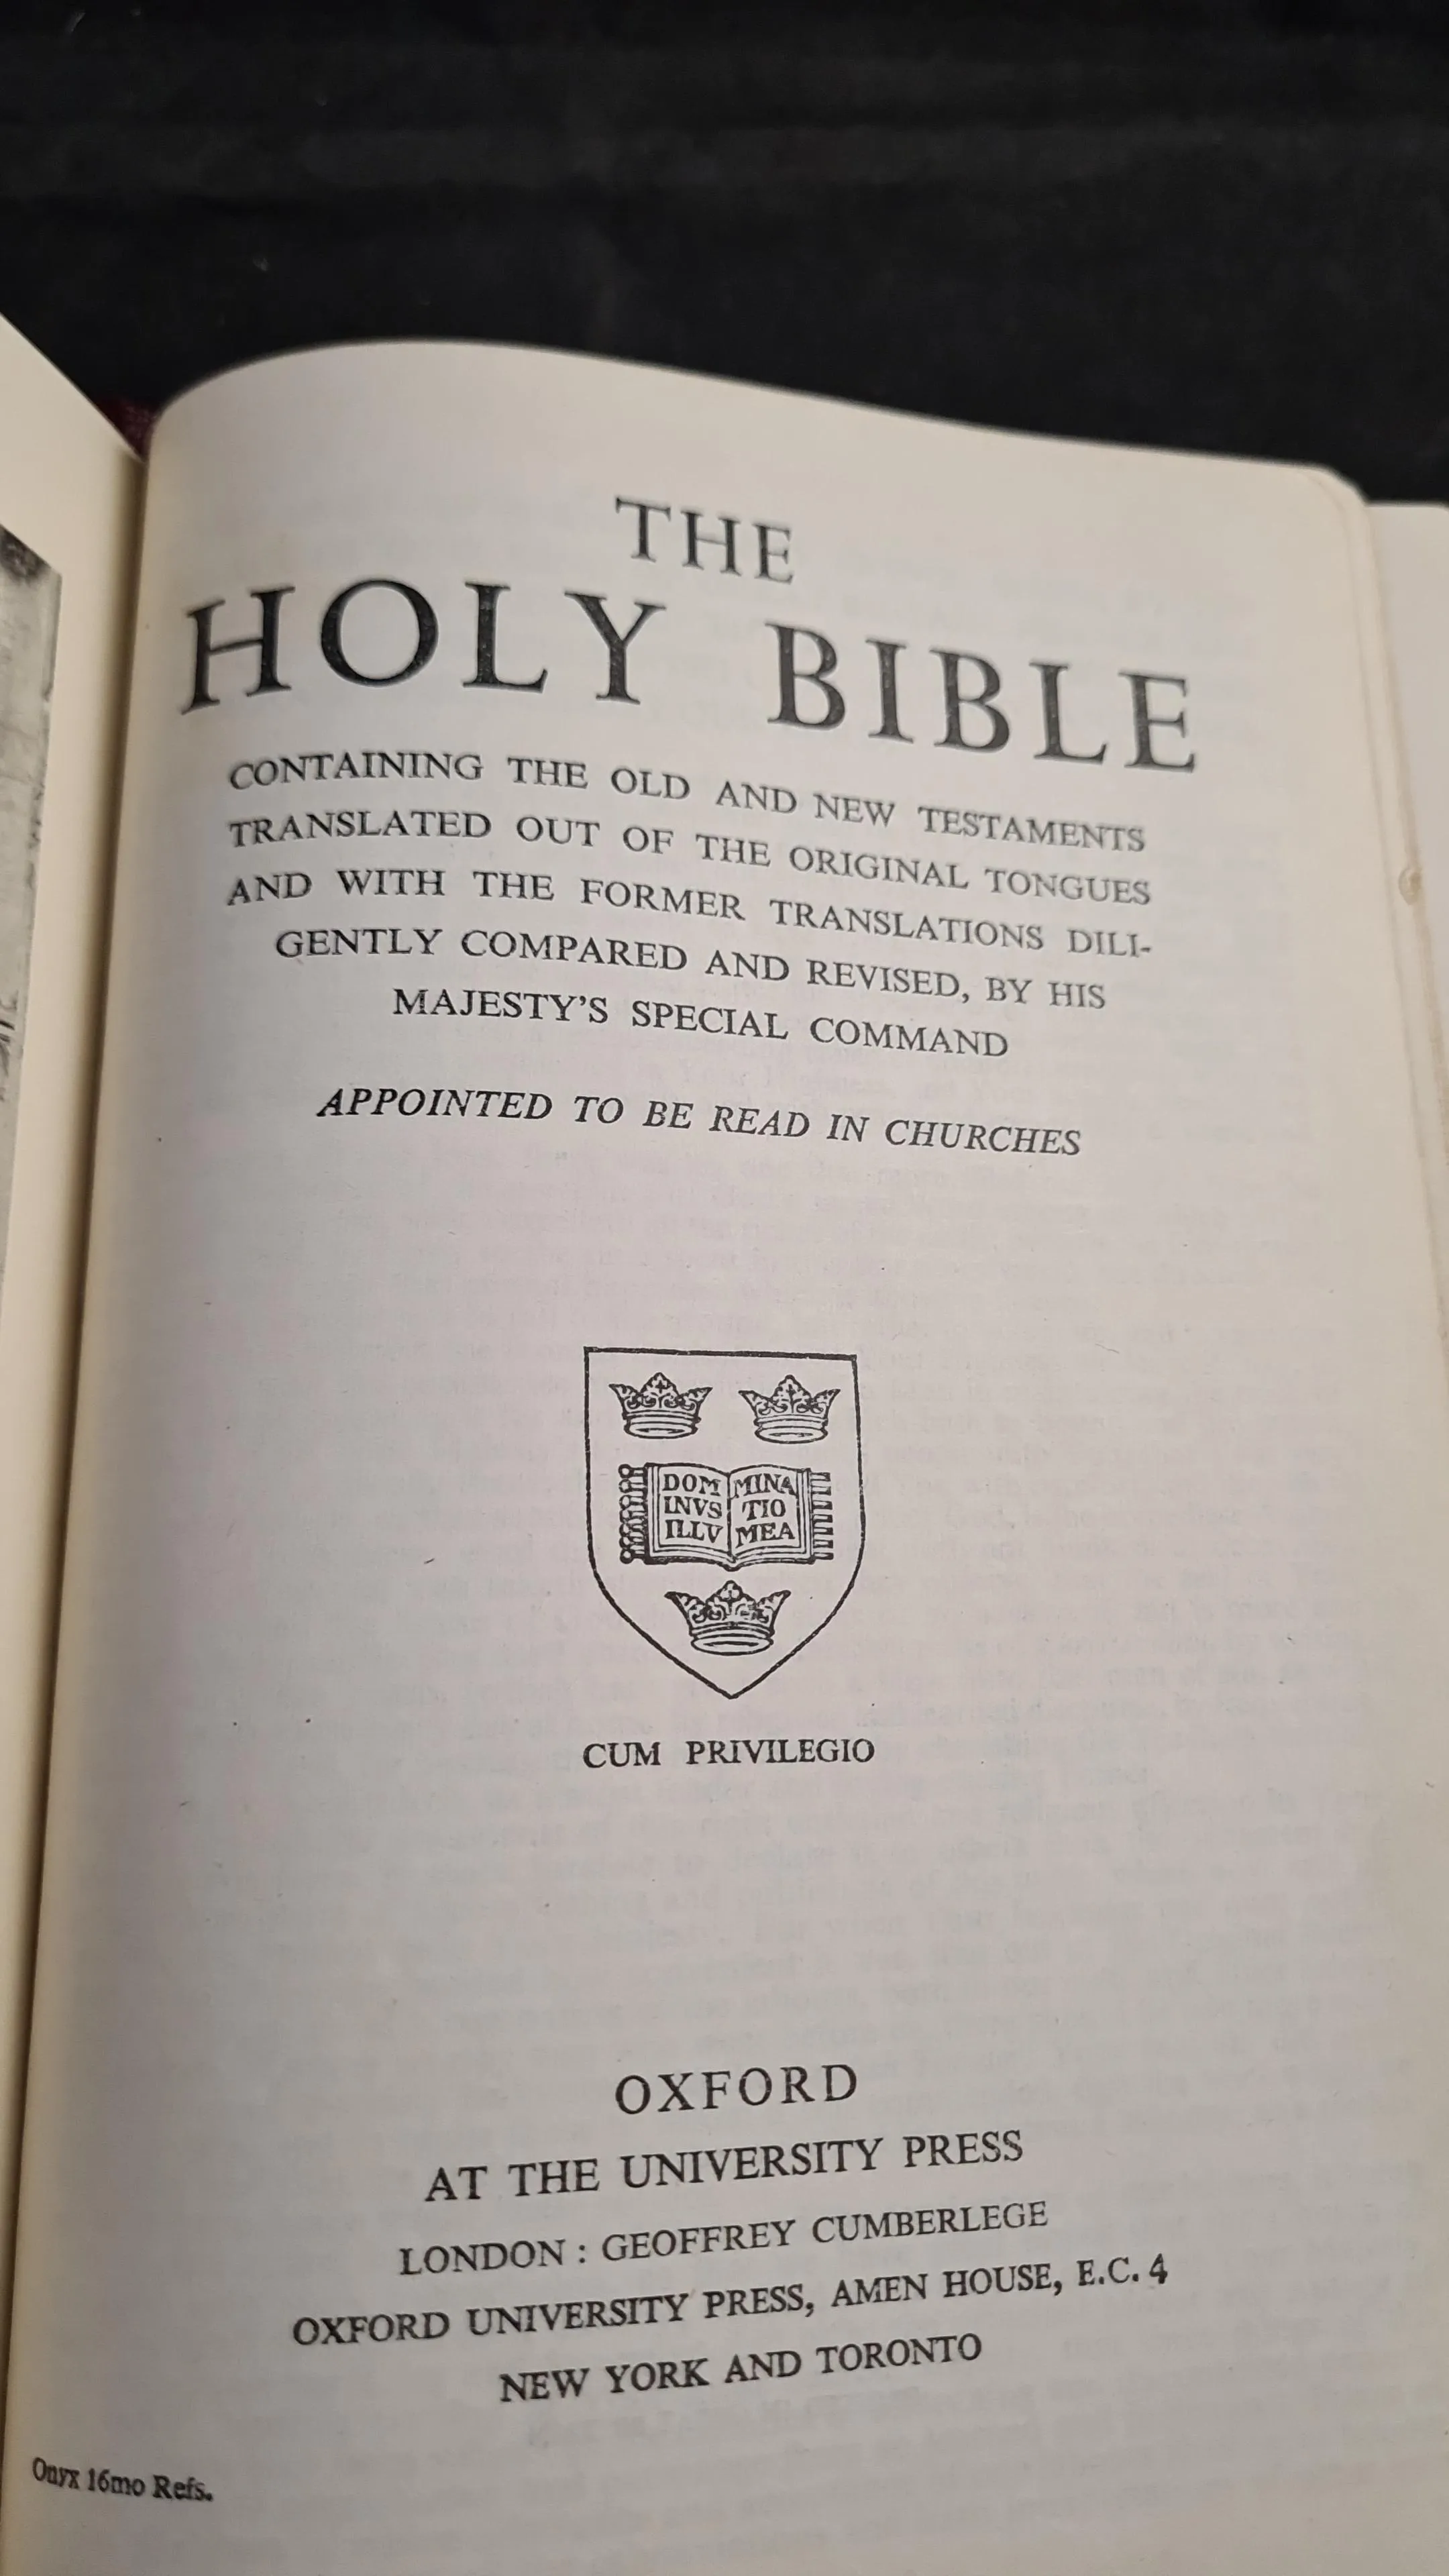 THE
HOLY BIBLE
CONTAINING THE OLD AND NEW TESTAMENTS
TRANSLATED OUT OF THE ORIGINAL TONGUES
AND WITH THE FORMER TRANSLATIONS DILI-
GENTLY COMPARED AND REVISED, BY HIS
MAJESTY'S SPECIAL COMMAND
APPOINTED TO BE READ IN CHURCHES
DOM MINA
INVS TIO
ILLV MEA
CUM PRIVILEGIO
OXFORD
AT THE UNIVERSITY PRESS
LONDON : GEOFFREY CUMBERLEGE
OXFORD UNIVERSITY PRESS, AMEN HOUSE, E.C. 4
NEW YORK AND TORONTO
Onyx 16mo Refs.